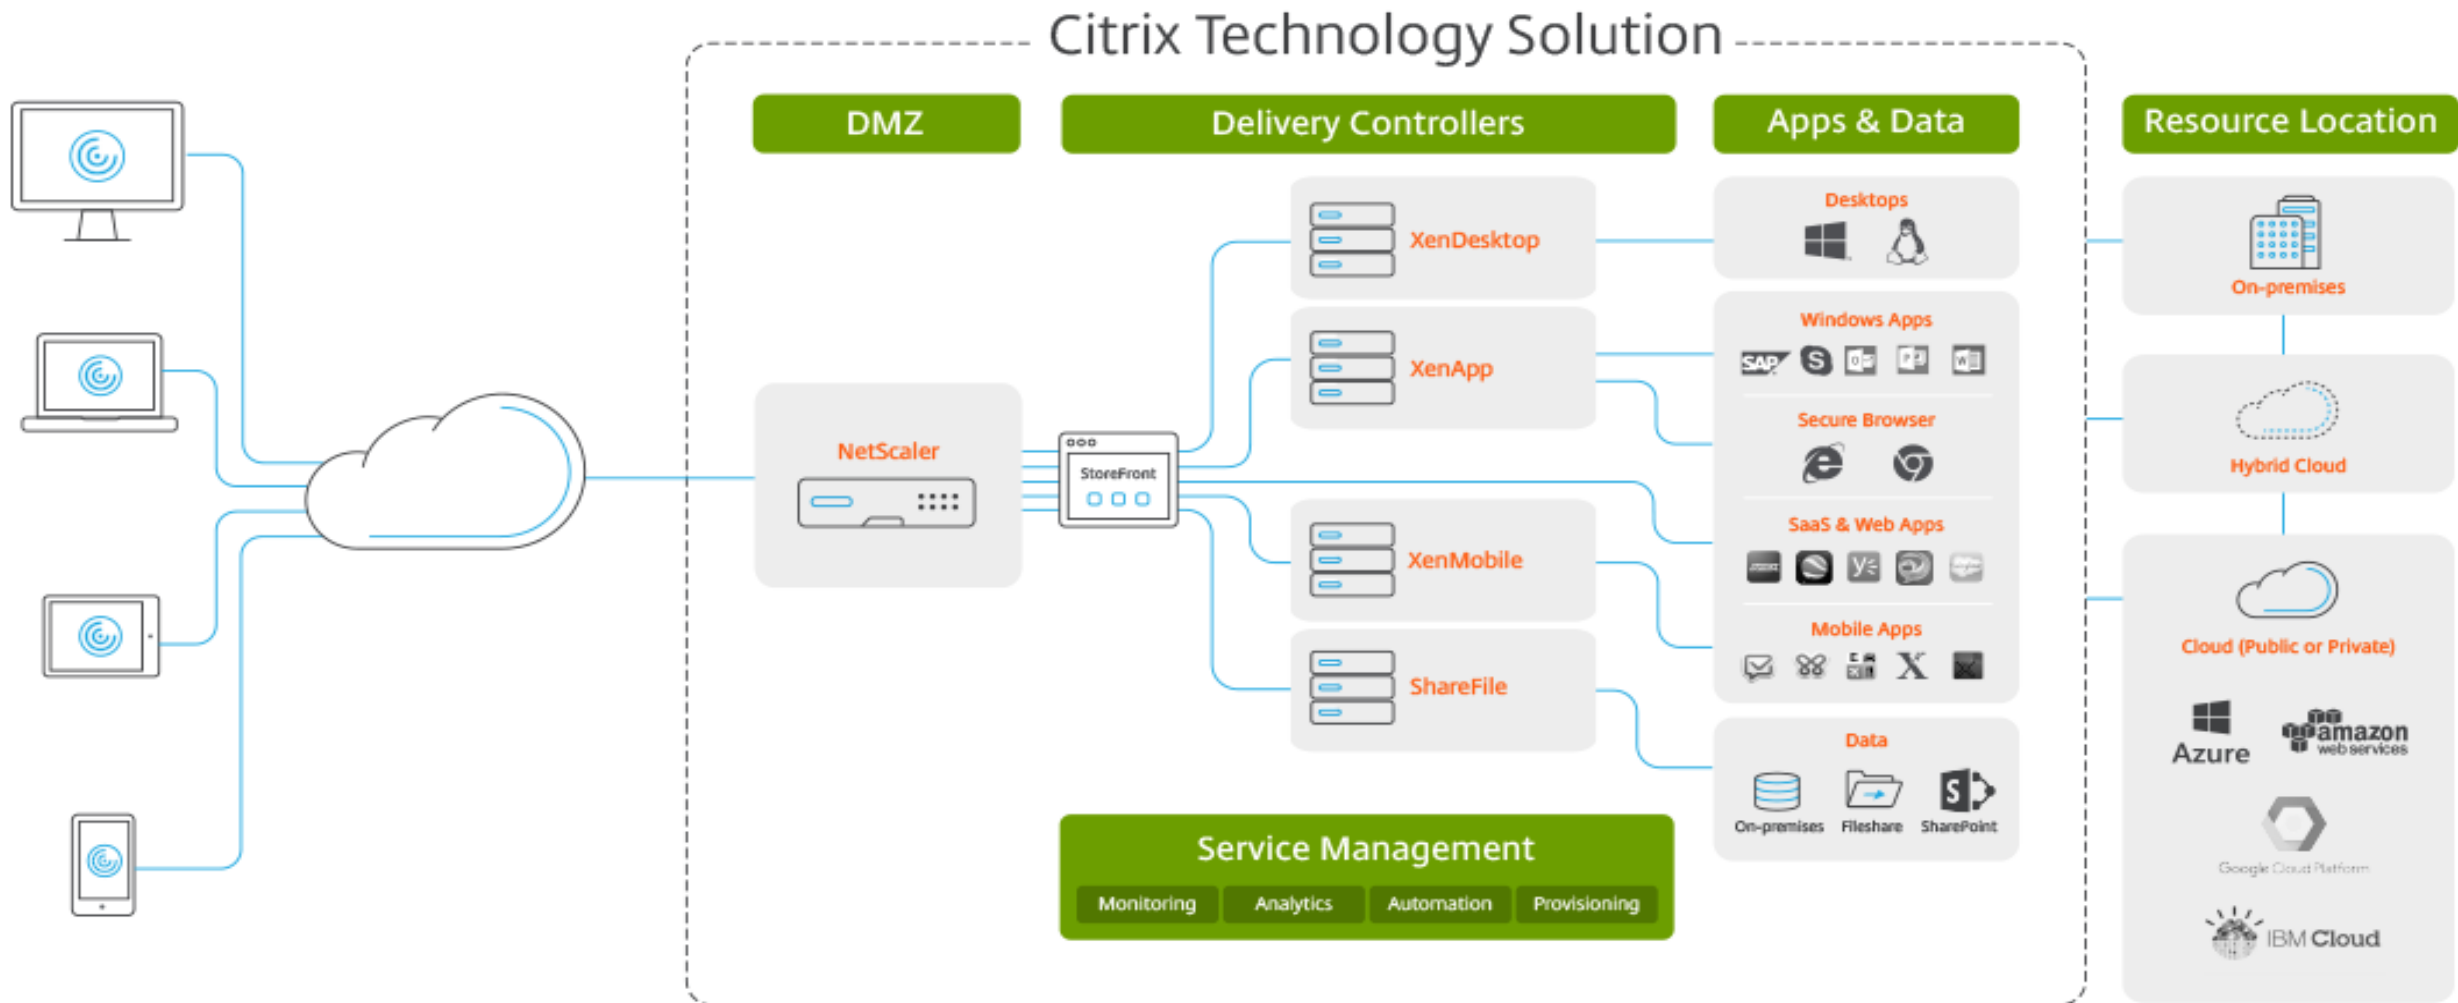 Citrix Technology Solution
DMZ
Delivery Controllers
Apps & Data
Resource Location
NetScaler
StoreFront
XenDesktop
XenApp
XenMobile
ShareFile
Service Management
Monitoring
Analytics
Automation
Provisioning
Desktops
Windows Apps
SAP
Secure Browser
SaaS & Web Apps
Mobile Apps
Data
On-premises
Fileshare
SharePoint
On-premises
Hybrid Cloud
Cloud (Public or Private)
Azure
amazon
web services
Google Cloud Platform
IBM Cloud